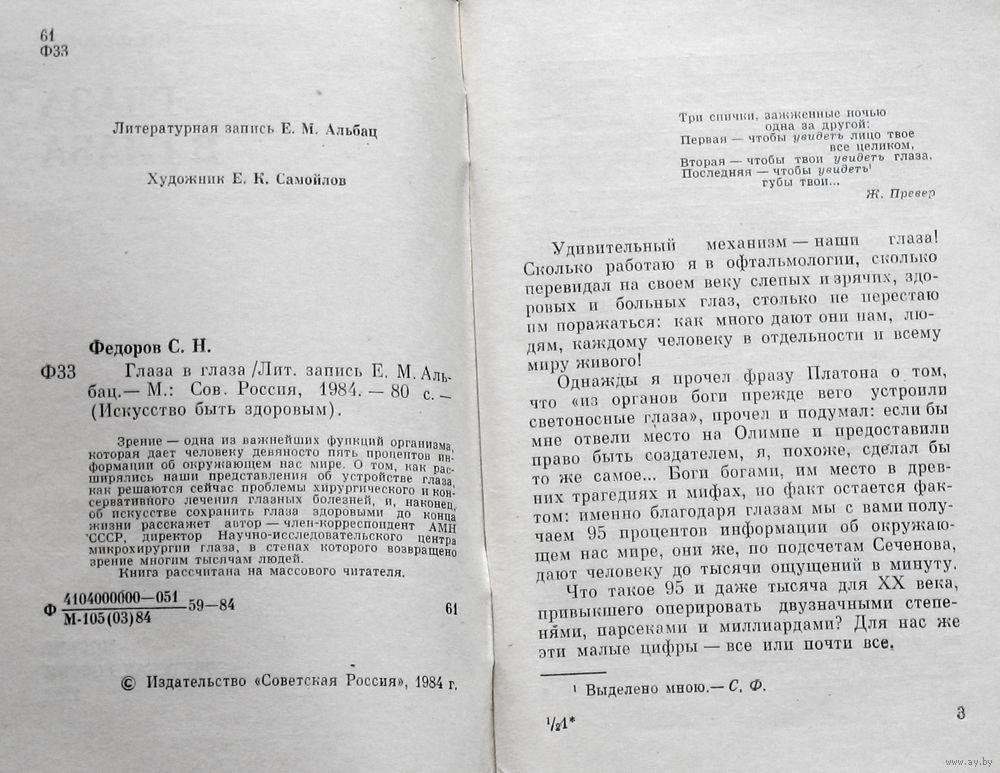 61
Ф33
Литературная запись Е. М. Альбац
Художник Е. К. Самойлов
Федоров С. Н.
Ф33 Глаза в глаза /Лит. запись Е. М. Аль-
бац.— М.: Сов. Россия, 1984. — 80 с. —
(Искусство быть здоровым).
Зрение — одна из важнейших функций организма,
которая дает человеку девяносто пять процентов ин-
формации об окружающем нас мире. О том, как рас-
ширялись наши представления об устройстве глаза,
как решаются сейчас проблемы хирургического и кон-
сервативного лечения глазных болезней, и, наконец,
об искусстве сохранить глаза здоровыми до конца
жизни расскажет автор — член-корреспондент АМН
СССР, директор Научно-исследовательского центра
микрохирургии глаза, в стенах которого возвращено
зрение многим тысячам людей.
Книга рассчитана на массового читателя.
Ф 4104000000—051
М-105(03)84 59—84 61
© Издательство «Советская Россия», 1984 г.
Три спички, зажженные ночью
одна за другой:
Первая — чтобы увидеть лицо твое
все целиком,
Вторая — чтобы твои увидеть глаза,
Последняя — чтобы увидеть¹
губы твои...
Ж. Превер
Удивительный механизм — наши глаза!
Сколько работаю я в офтальмологии, сколько
перевидал на своем веку слепых и зрячих, здо-
ровых и больных глаз, столько не перестаю
им поражаться: как много дают они нам, лю-
дям, каждому человеку в отдельности и всему
миру живого!
Однажды я прочел фразу Платона о том,
что «из органов боги прежде всего устроили
светоносные глаза», прочел и подумал: если бы
мне отвели место на Олимпе и предоставили
право быть создателем, я, похоже, сделал бы
то же самое... Боги богами, им место в древ-
них трагедиях и мифах, но факт остается фак-
том: именно благодаря глазам мы с вами полу-
чаем 95 процентов информации об окружаю-
щем нас мире, они же, по подсчетам Сеченова,
дают человеку до тысячи ощущений в минуту.
Что такое 95 и даже тысяча для XX века,
привыкшего оперировать двузначными степе-
нями, парсеками и миллиардами? Для нас же
эти малые цифры — все или почти все.
¹ Выделено мною.— С. Ф.
½1*
3
www.ay.by